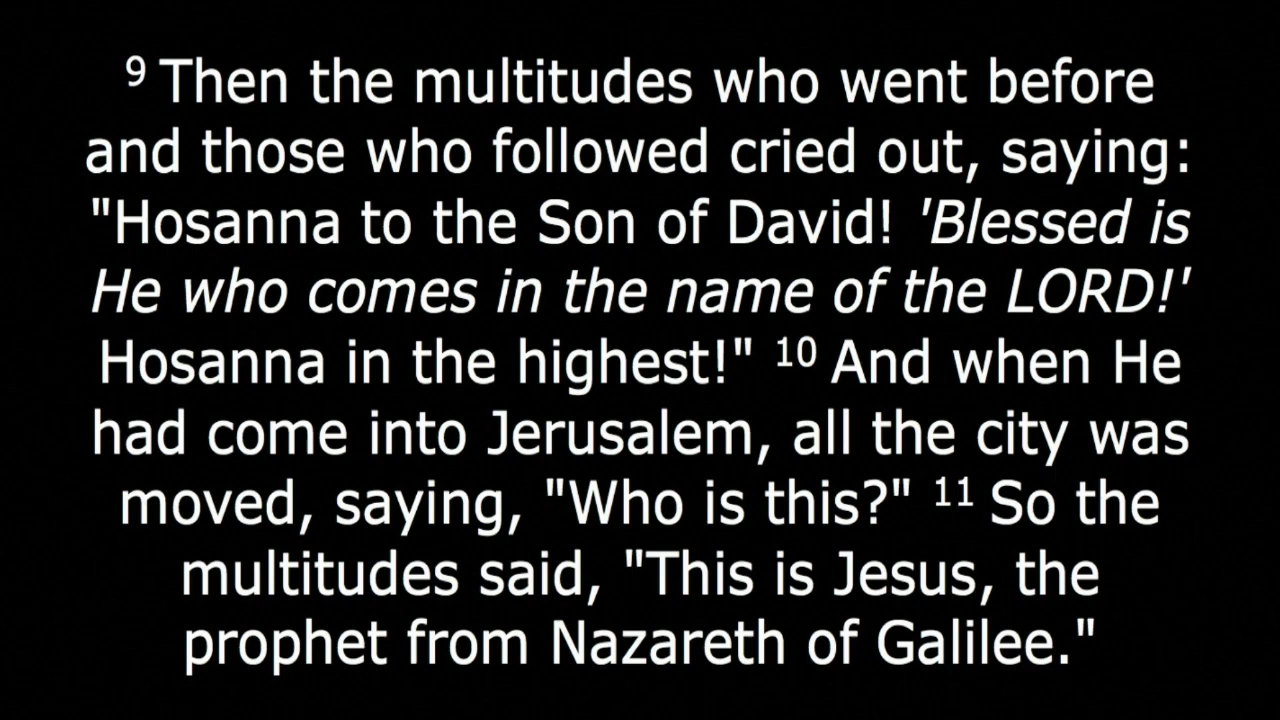 9 Then the multitudes who went before
and those who followed cried out, saying:
"Hosanna to the Son of David! 'Blessed is
He who comes in the name of the LORD!'
Hosanna in the highest!" 10 And when He
had come into Jerusalem, all the city was
moved, saying, "Who is this?" 11 So the
multitudes said, "This is Jesus, the
prophet from Nazareth of Galilee."